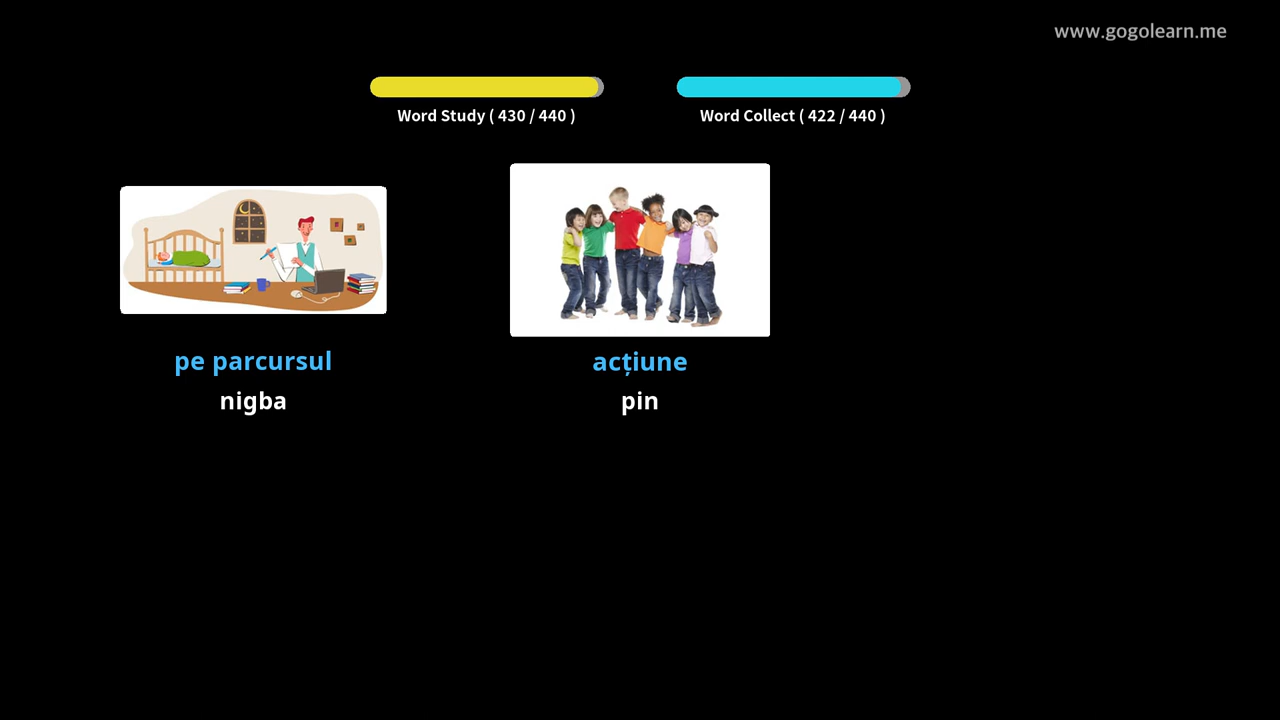 www.gogolearn.me
Word Study ( 430 / 440 )
Word Collect ( 422 / 440 )
pe parcursul
nigba
acțiune
pin